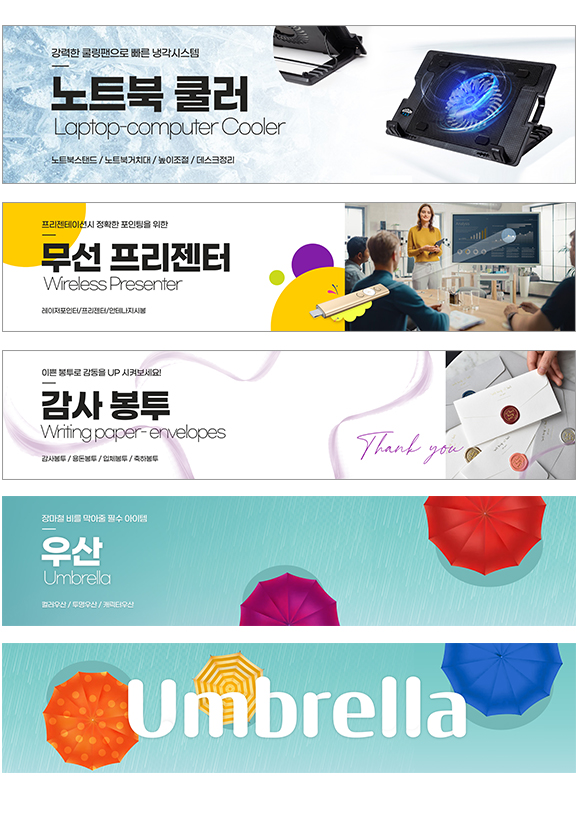 강력한 쿨링팬으로 빠른 냉각시스템
노트북 쿨러
Laptop-computer Cooler
노트북스탠드 / 노트북거치대 / 높이조절 / 데스크정리
프리젠테이션시 정확한 포인팅을 위한
무선 프리젠터
Wireless Presenter
레이저포인터/프리젠터/안테나지시봉
이쁜 봉투로 감동을 UP 시켜보세요!
감사 봉투
Writing paper-envelopes
감사봉투 / 용돈봉투 / 입체봉투 / 축하봉투
Thank you
장마철 비를 막아줄 필수 아이템
우산
Umbrella
컬러우산 / 투명우산 / 캐릭터우산
Umbrella